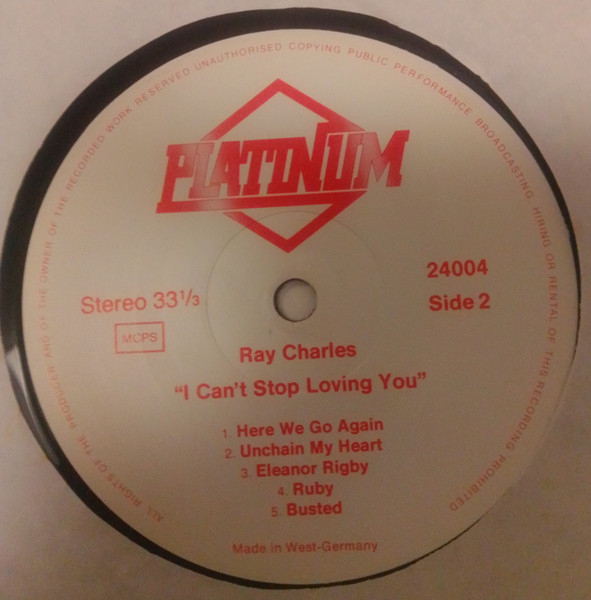 ALL RIGHTS OF THE PRODUCER AND OF THE OWNER OF THE RECORDED WORK RESERVED UNAUTHORISED COPYING PUBLIC PERFORMANCE BROADCASTING HIRING OR RENTAL OF THIS RECORDING PROHIBITED
PLATINUM
24004
Stereo 33 1/3
Side 2
MCPS
Ray Charles
"I Can't Stop Loving You"
1. Here We Go Again
2. Unchain My Heart
3. Eleanor Rigby
4. Ruby
5. Busted
Made in West-Germany